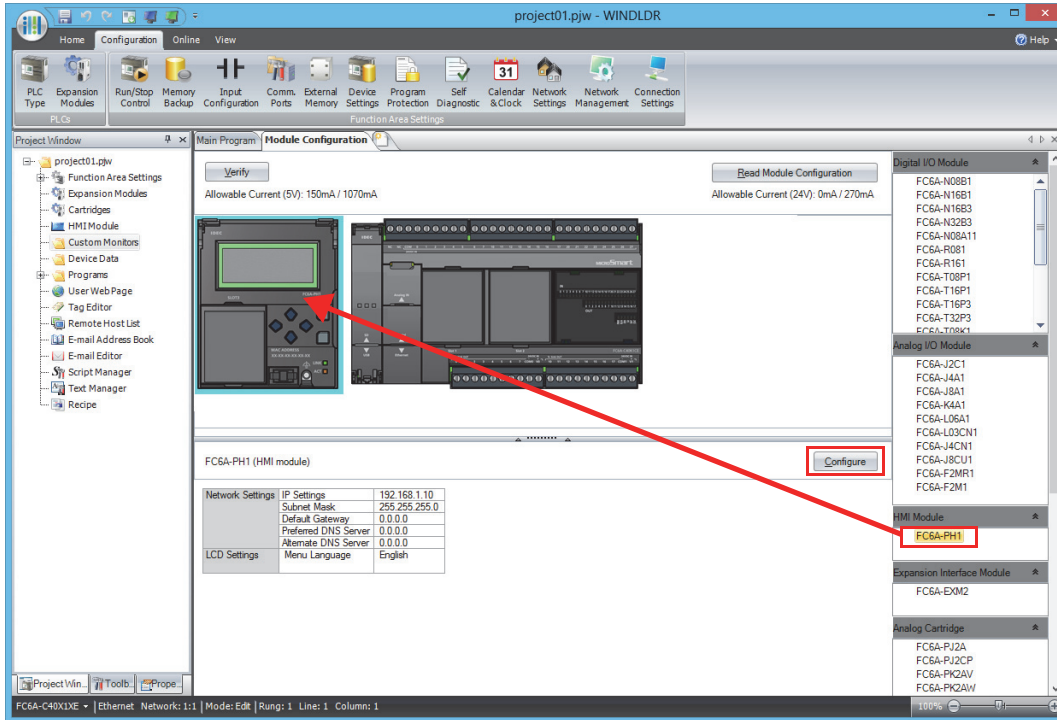 project01.pjw - WINDLDR
Home Configuration Online View Help
PLC Type
Expansion Modules
Run/Stop Control
Memory Backup
Input Configuration
Comm. Ports
External Memory
Device Settings
Program Protection
Self Diagnostic
31
Calendar &Clock
Network Settings
Network Management
Connection Settings
PLCs
Function Area Settings
Project Window
project01.pjw
Function Area Settings
Expansion Modules
Cartridges
HMI Module
Custom Monitors
Device Data
Programs
User Web Page
Tag Editor
Remote Host List
E-mail Address Book
E-mail Editor
Script Manager
Text Manager
Recipe
Project Win...
Toolb...
Prope...
Main Program
Module Configuration
Verify
Read Module Configuration
Allowable Current (5V): 150mA / 1070mA
Allowable Current (24V): 0mA / 270mA
FC6A-PH1 (HMI module)
Configure
Network Settings IP Settings 192.168.1.10
Subnet Mask 255.255.255.0
Default Gateway 0.0.0.0
Preferred DNS Server 0.0.0.0
Alternate DNS Server 0.0.0.0
LCD Settings Menu Language English
Digital I/O Module
FC6A-N08B1
FC6A-N16B1
FC6A-N16B3
FC6A-N32B3
FC6A-N08A11
FC6A-R081
FC6A-R161
FC6A-T08P1
FC6A-T16P1
FC6A-T16P3
FC6A-T32P3
FC6A-T08K1
Analog I/O Module
FC6A-J2C1
FC6A-J4A1
FC6A-J8A1
FC6A-K4A1
FC6A-L06A1
FC6A-L03CN1
FC6A-J4CN1
FC6A-J8CU1
FC6A-F2MR1
FC6A-F2M1
HMI Module
FC6A-PH1
Expansion Interface Module
FC6A-EXM2
Analog Cartridge
FC6A-PJ2A
FC6A-PJ2CP
FC6A-PK2AV
FC6A-PK2AW
FC6A-C40X1XE Ethernet Network: 1:1 Mode: Edit Rung: 1 Line: 1 Column: 1
100%